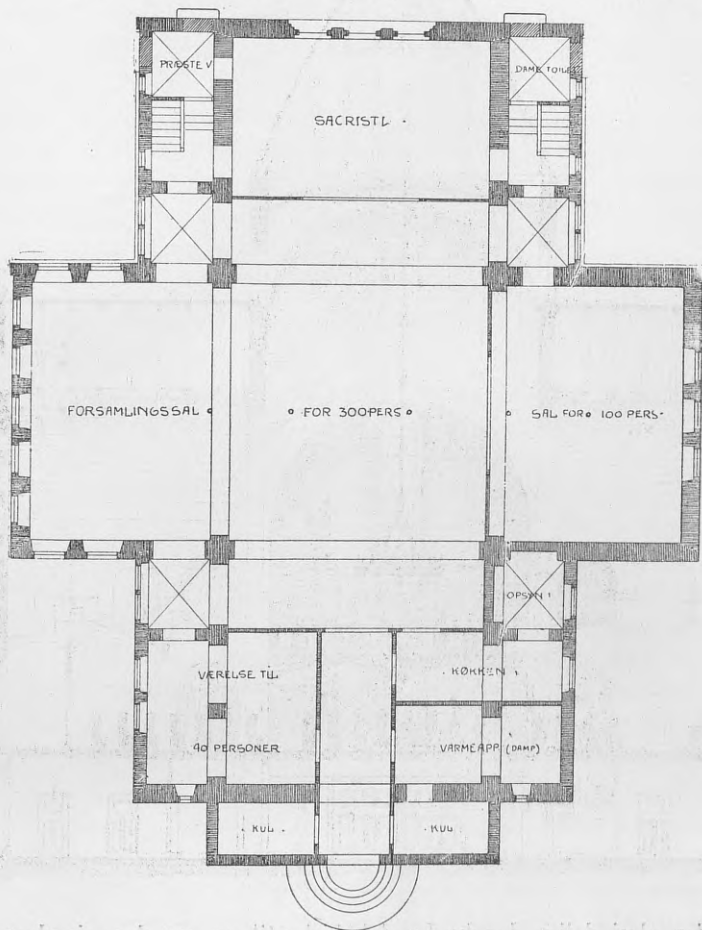 PRÆSTE V
DAME TOILET
SACRISTI.
FORSAMLINGSSAL
FOR 300 PERS
SAL FOR 100 PERS.
OPSYN
VÆRELSE TIL
KØKKEN
40 PERSONER
VARMEAPP. (DAMP)
KUL
KUL